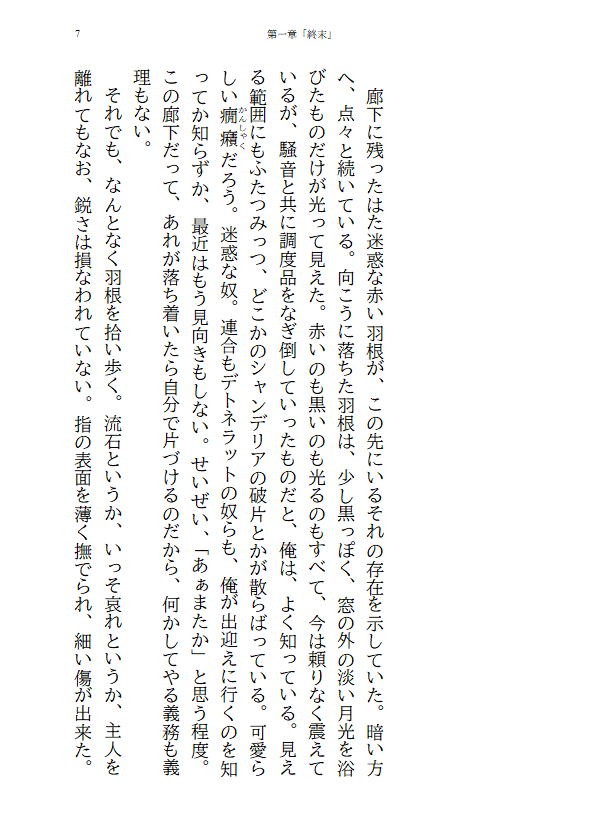 7
第一章「終末」
　廊下に残ったはた迷惑な赤い羽根が、この先にいるそれの存在を示していた。暗い方
へ、点々と続いている。向こうに落ちた羽根は、少し黒っぽく、窓の外の淡い月光を浴
びたものだけが光って見えた。赤いのも黒いのも光るのもすべて、今は頼りなく震えて
いるが、騒音と共に調度品をなぎ倒していったものだと、俺は、よく知っている。見え
る範囲にもふたつみっつ、どこかのシャンデリアの破片とかが散らばっている。可愛ら
しい癇癪だろう。迷惑な奴。連合もデトネラットの奴らも、俺が出迎えに行くのを知
かんしゃく
ってか知らずか、最近はもう見向きもしない。せいぜい、「あぁまたか」と思う程度。
この廊下だって、あれが落ち着いたら自分で片づけるのだから、何かしてやる義務も義
理もない。
　それでも、なんとなく羽根を拾い歩く。流石というか、いっそ哀れというか、主人を
離れてもなお、鋭さは損なわれていない。指の表面を薄く撫でられ、細い傷が出来た。